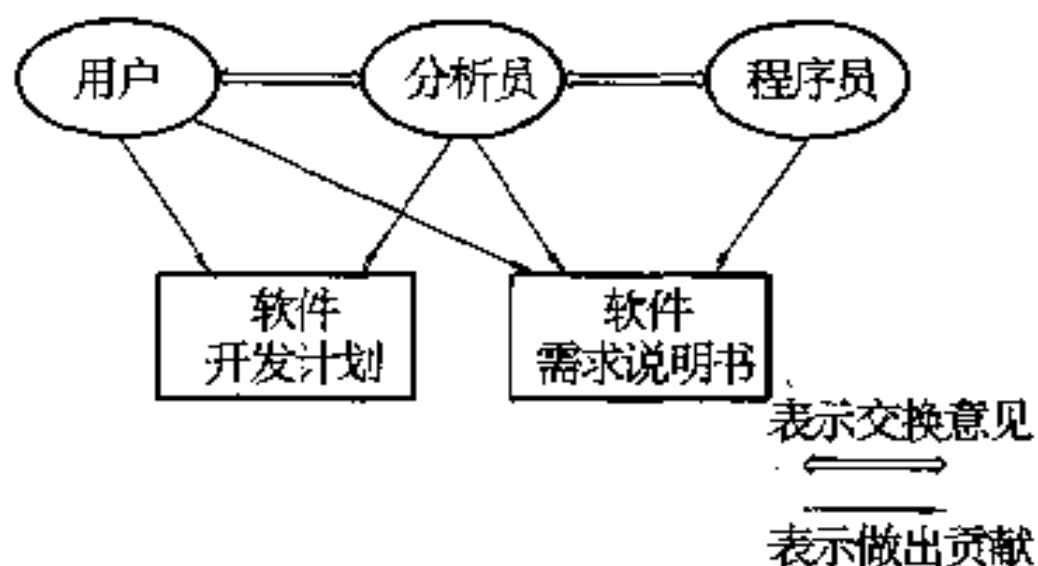 用户
分析员
程序员
软件
开发计划
软件
需求说明书
表示交换意见
表示做出贡献